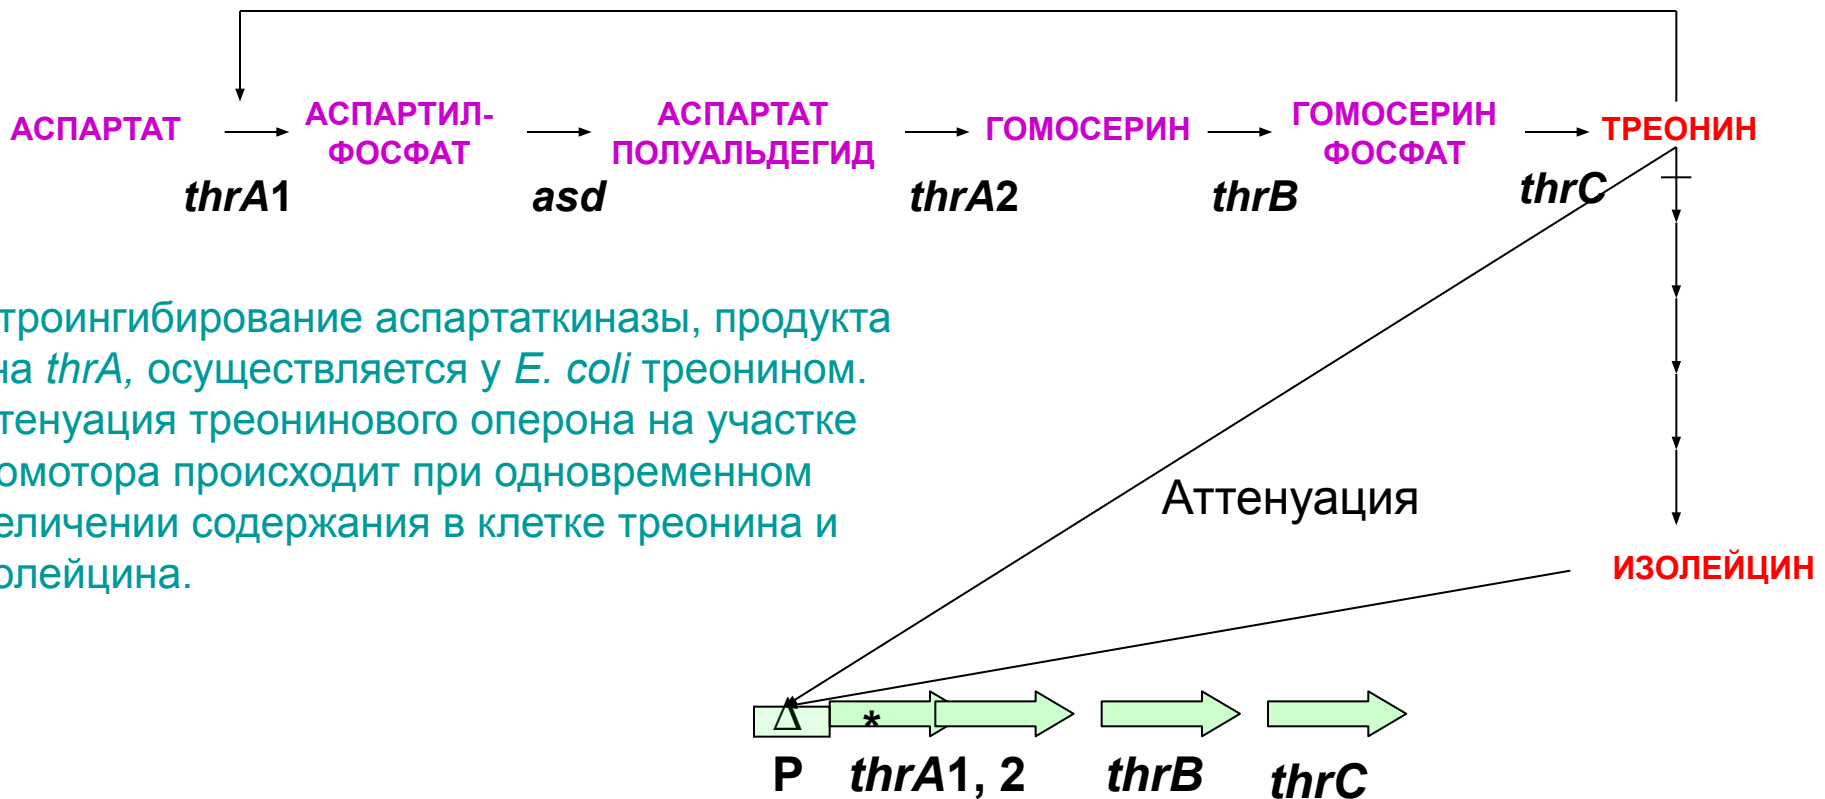 АСПАРТАТ
АСПАРТИЛ-
ФОСФАТ
АСПАРТАТ
ПОЛУАЛЬДЕГИД
ГОМОСЕРИН
ГОМОСЕРИН
ФОСФАТ
ТРЕОНИН
thrA1
asd
thrA2
thrB
thrC
троингибирование аспартаткиназы, продукта
на thrA, осуществляется у E. coli треонином.
тенуация треонинового оперона на участке
омотора происходит при одновременном
еличении содержания в клетке треонина и
олейцина.
Аттенуация
ИЗОЛЕЙЦИН
Δ
*
P
thrA1, 2
thrB
thrC